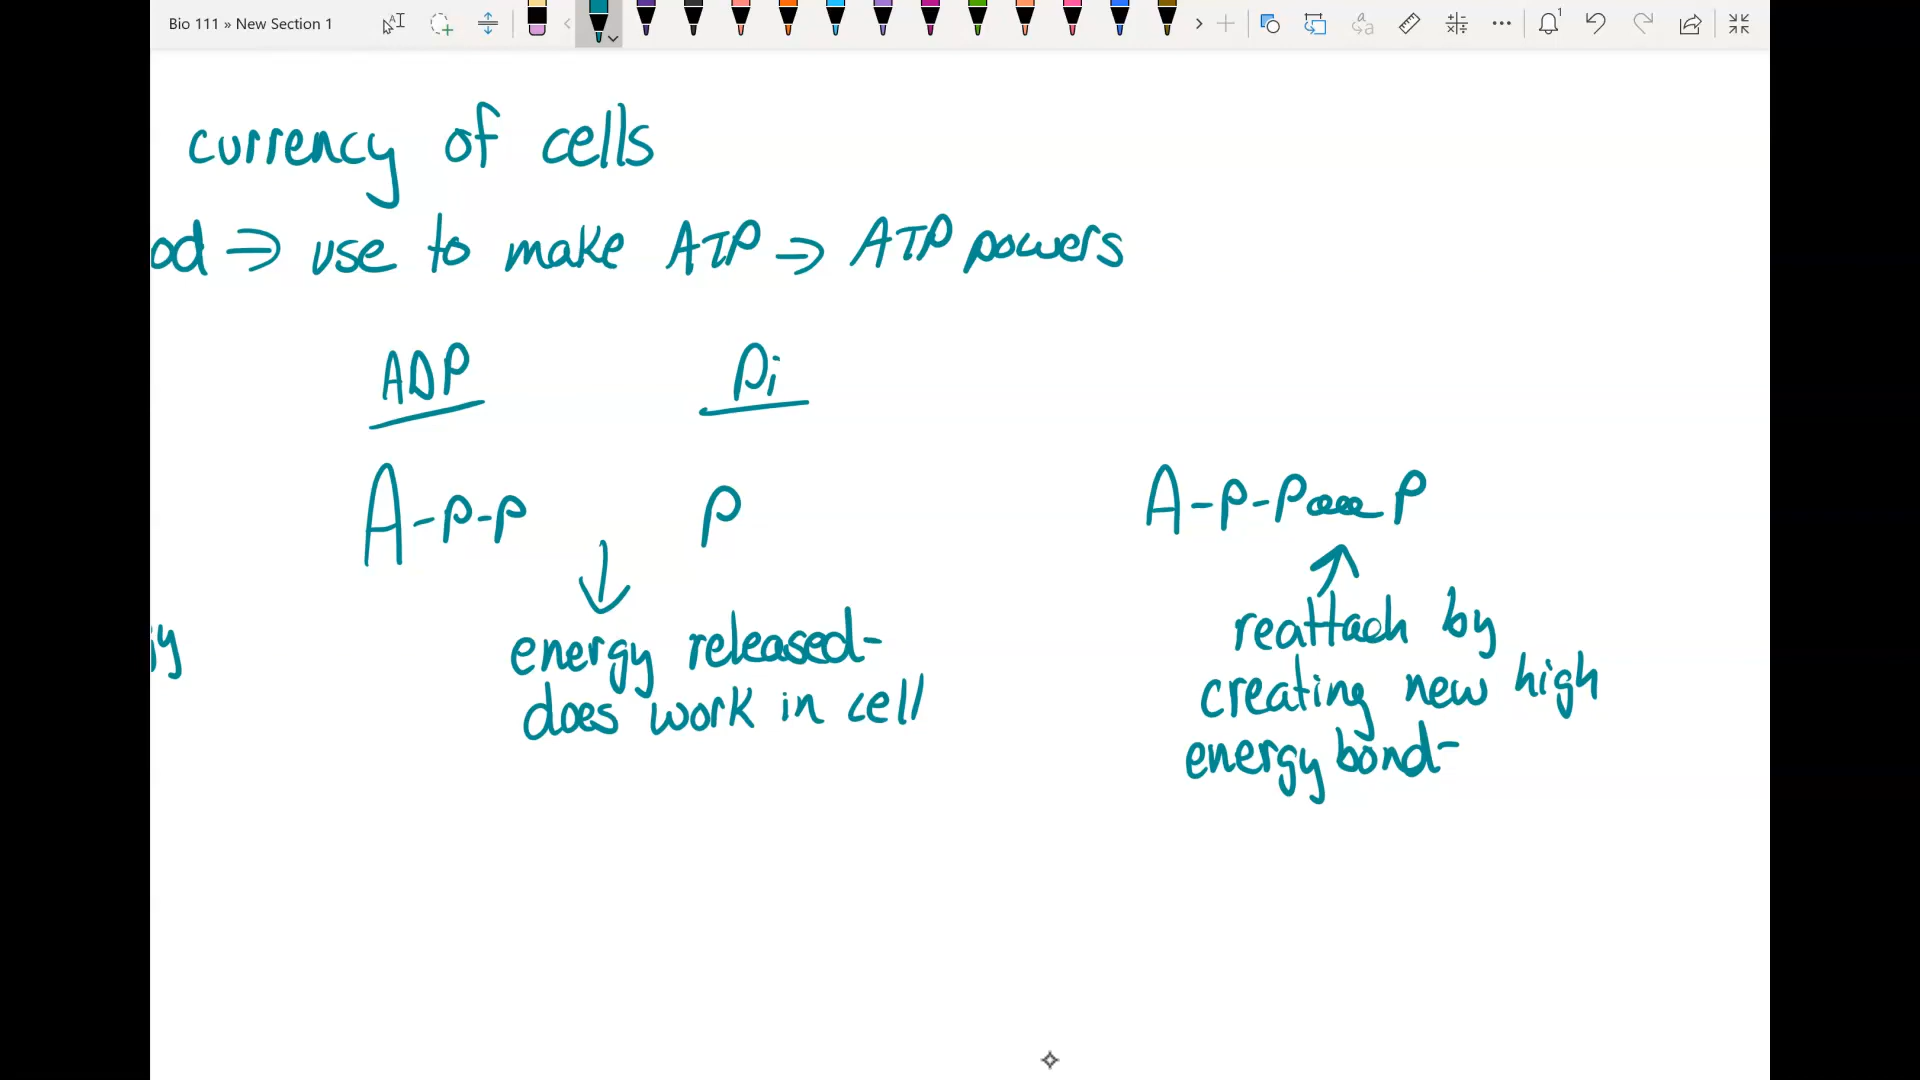 Bio 111 » New Section 1
currency of cells
od ⇒ use to make ATP ⇒ ATP powers
ADP Pi
A-P-P P A-P-P P
energy released-
does work in cell
reattach by
creating new high
energy bond-